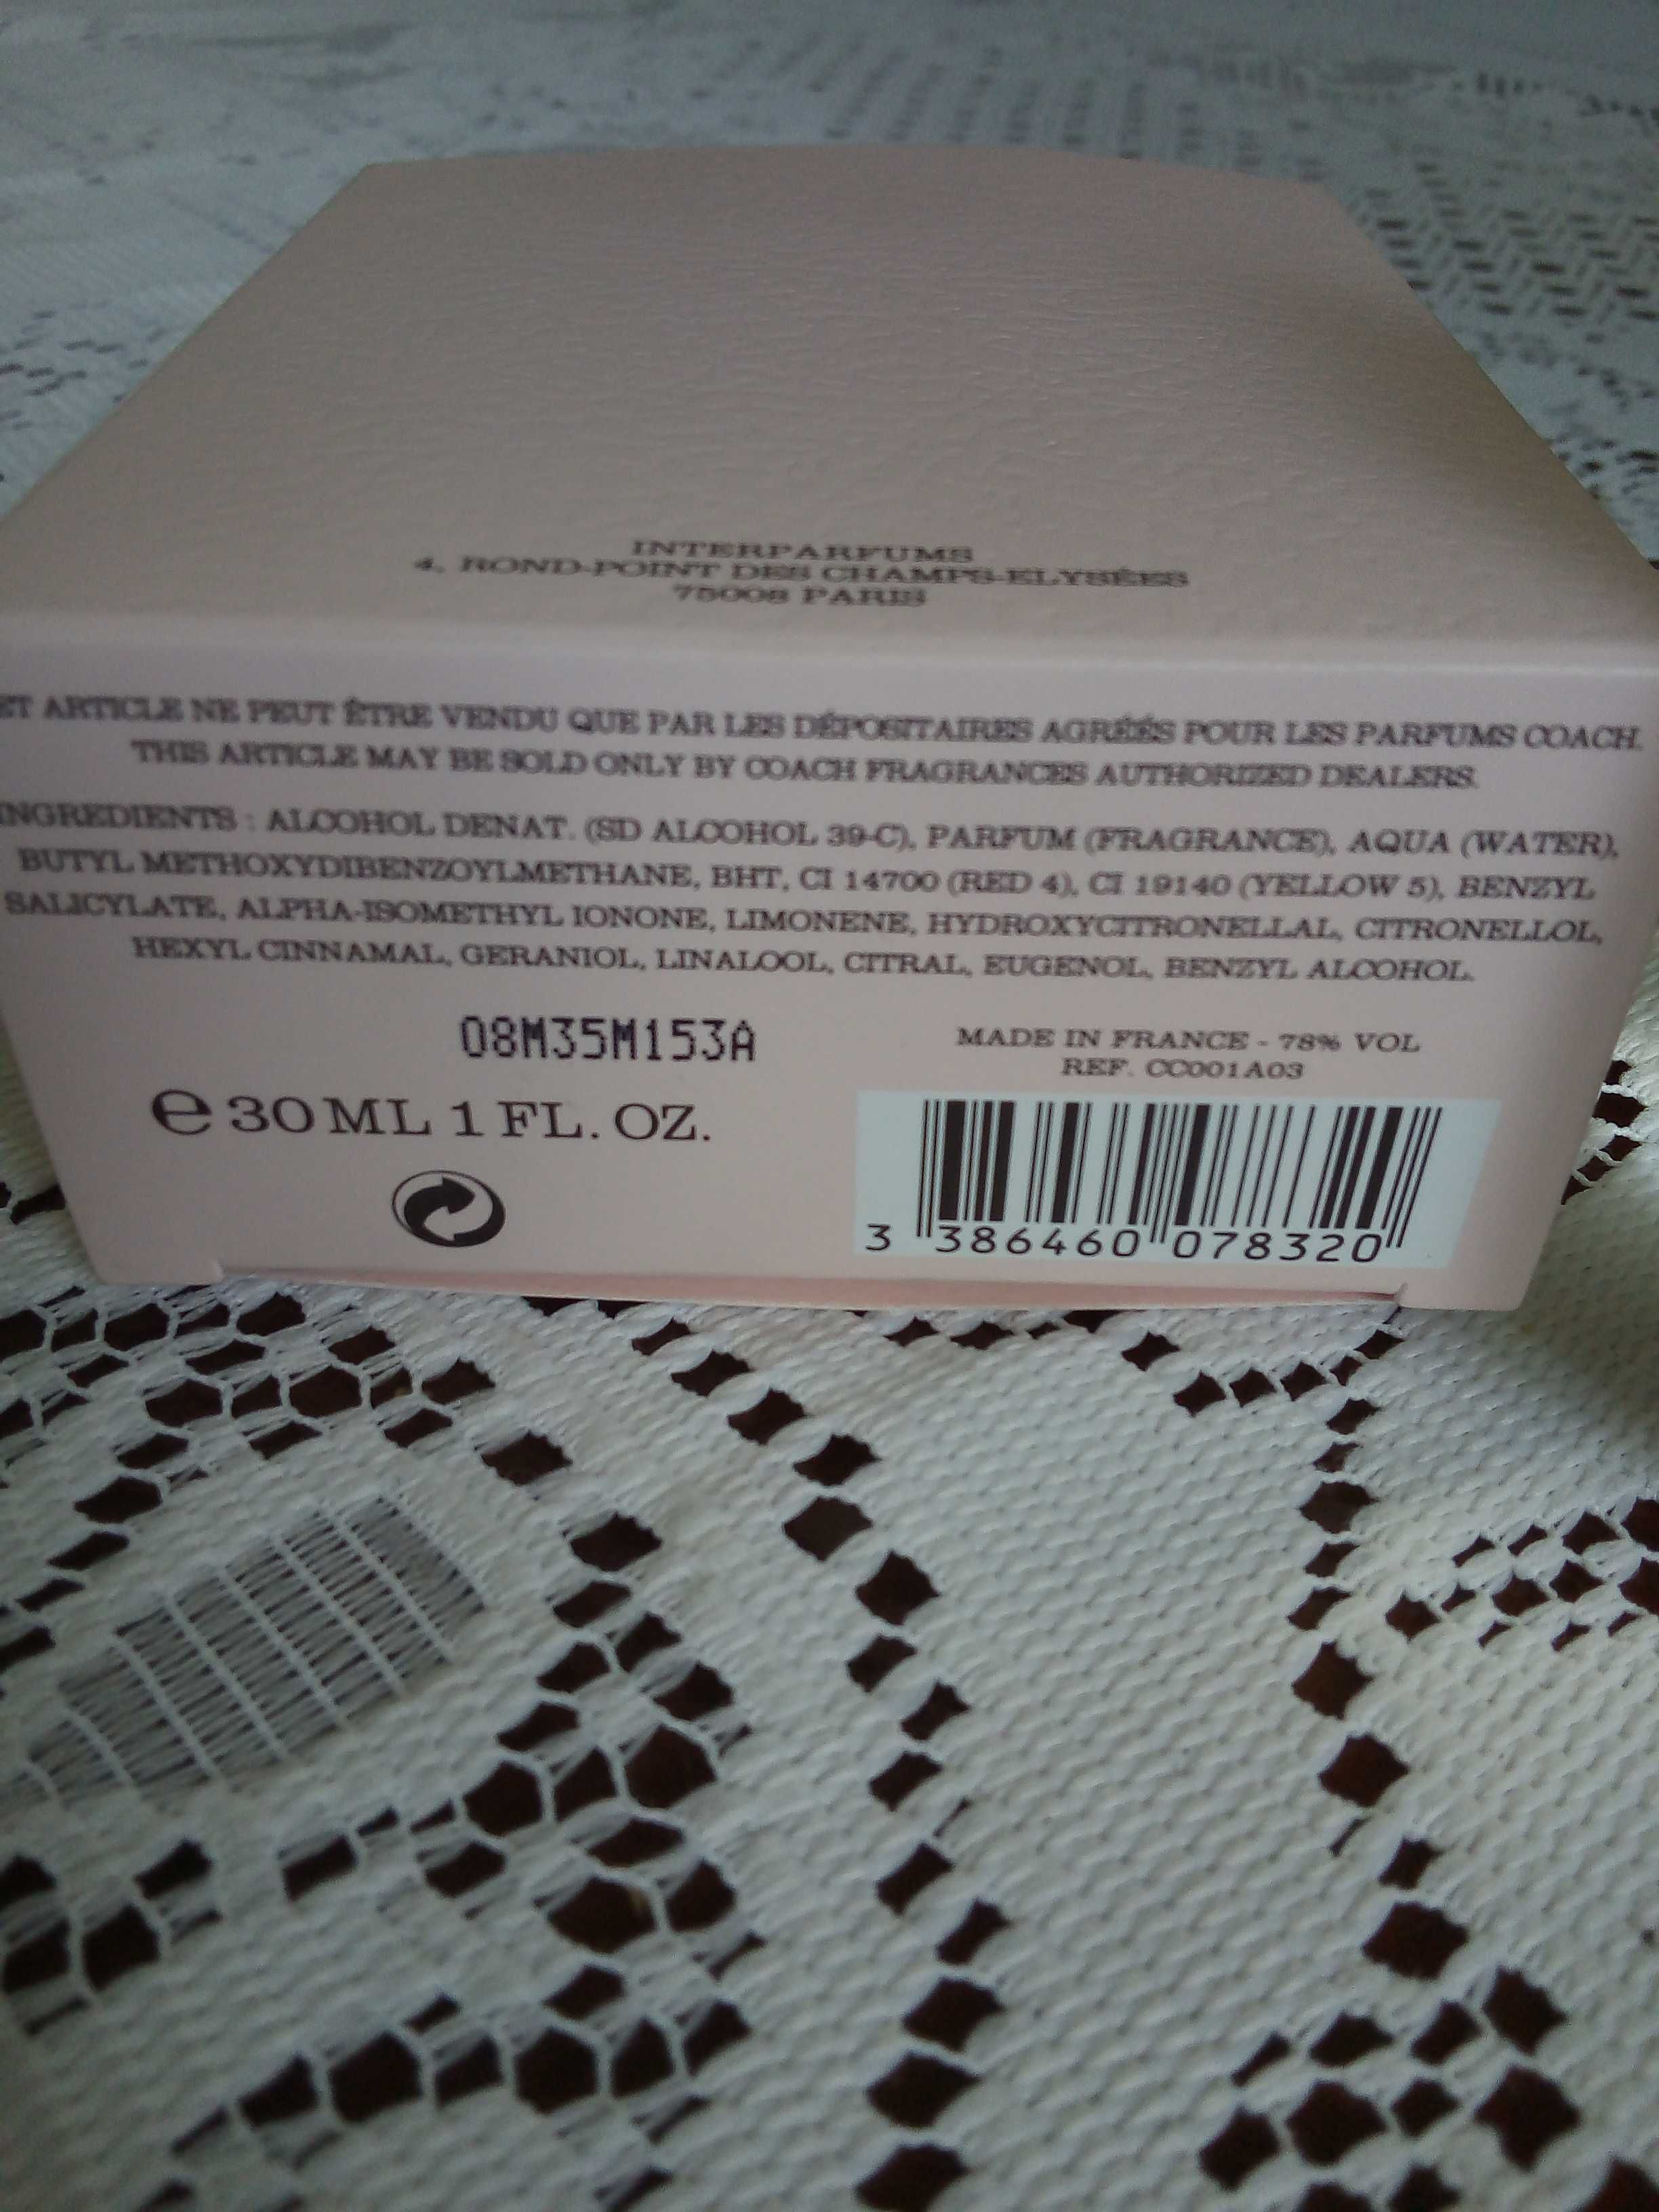 INTERPARFUMS
4, ROND-POINT DES CHAMPS-ELYSÉES
75008 PARIS
ET ARTICLE NE PEUT ÊTRE VENDU QUE PAR LES DÉPOSITAIRES AGRÉÉS POUR LES PARFUMS COACH.
THIS ARTICLE MAY BE SOLD ONLY BY COACH FRAGRANCES AUTHORIZED DEALERS.
INGREDIENTS : ALCOHOL DENAT. (SD ALCOHOL 39-C), PARFUM (FRAGRANCE), AQUA (WATER),
BUTYL METHOXYDIBENZOYLMETHANE, BHT, CI 14700 (RED 4), CI 19140 (YELLOW 5), BENZYL
SALICYLATE, ALPHA-ISOMETHYL IONONE, LIMONENE, HYDROXYCITRONELLAL, CITRONELLOL,
HEXYL CINNAMAL, GERANIOL, LINALOOL, CITRAL, EUGENOL, BENZYL ALCOHOL.
08M35M153A
MADE IN FRANCE - 78% VOL
REF. CC001A03
e 30 ML 1 FL. OZ.
3 386460 078320